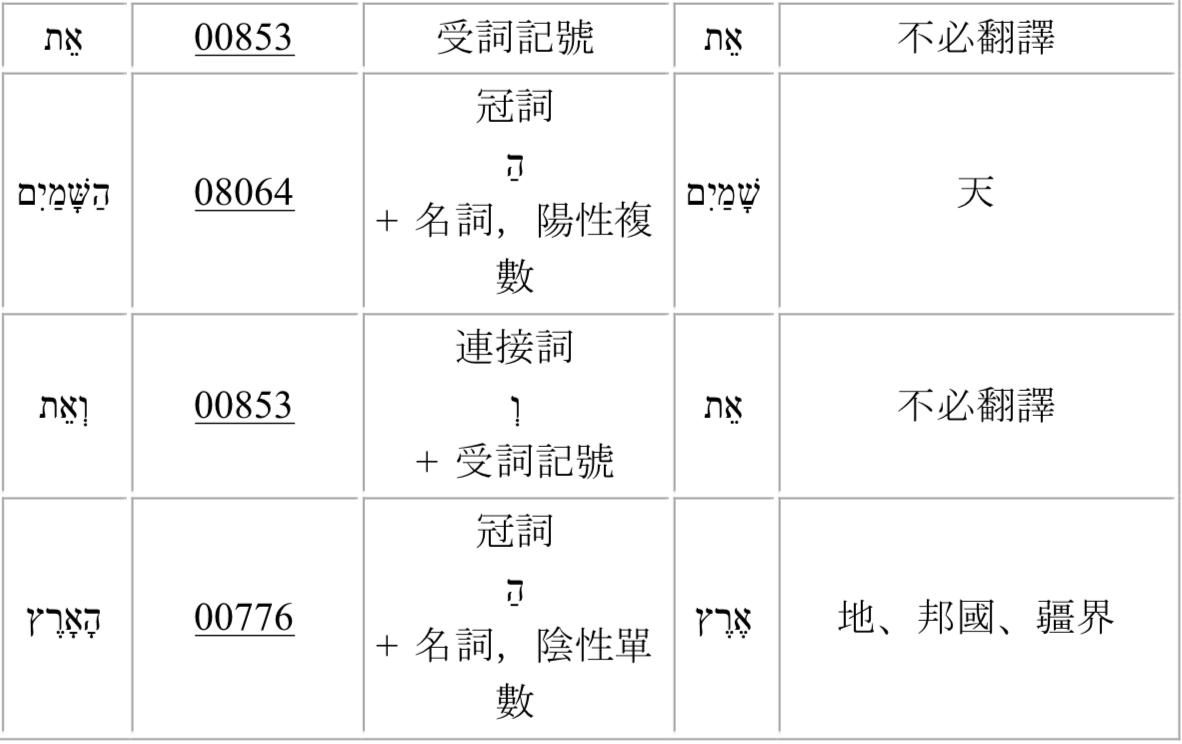 אֵת 00853 受詞記號 אֵת 不必翻譯
冠詞
הַ
הַשָּׁמַיִם 08064 + 名詞，陽性複 שָׁמַיִם 天
數
連接詞
וְ
וְאֵת 00853 + 受詞記號 אֵת 不必翻譯
冠詞
הַ
הָאָרֶץ 00776 + 名詞，陰性單 אֶרֶץ 地、邦國、疆界
數